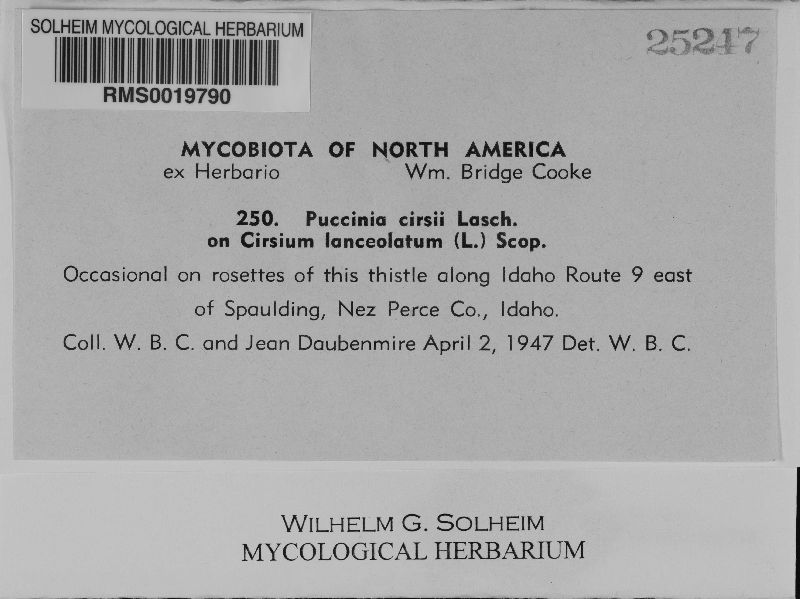 SOLHEIM MYCOLOGICAL HERBARIUM
RMS0019790
25247
MYCOBIOTA OF NORTH AMERICA
ex Herbario Wm. Bridge Cooke
250. Puccinia cirsii Lasch.
on Cirsium lanceolatum (L.) Scop.
Occasional on rosettes of this thistle along Idaho Route 9 east
of Spaulding, Nez Perce Co., Idaho.
Coll. W. B. C. and Jean Daubenmire April 2, 1947 Det. W. B. C.
WILHELM G. SOLHEIM
MYCOLOGICAL HERBARIUM